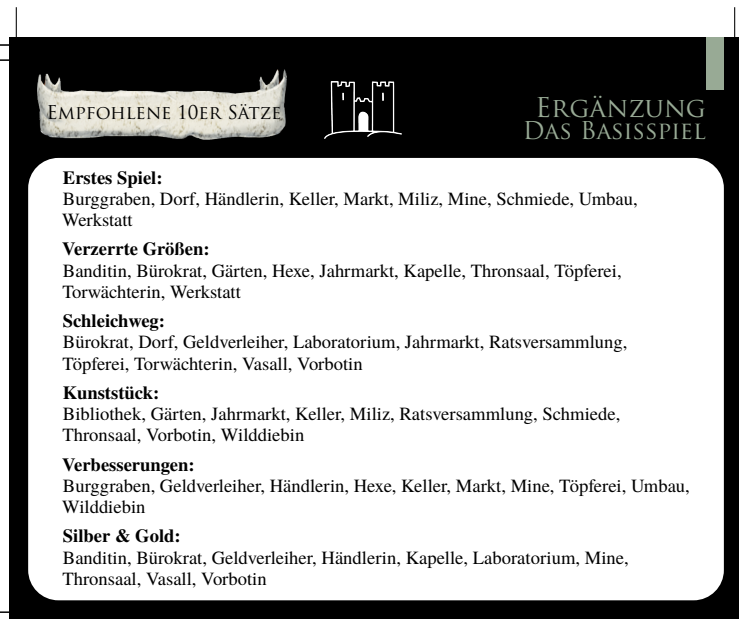 Empfohlene 10er Sätze
Ergänzung
Das Basisspiel
Erstes Spiel:
Burggraben, Dorf, Händlerin, Keller, Markt, Miliz, Mine, Schmiede, Umbau,
Werkstatt
Verzerrte Größen:
Banditin, Bürokrat, Gärten, Hexe, Jahrmarkt, Kapelle, Thronsaal, Töpferei,
Torwächterin, Werkstatt
Schleichweg:
Bürokrat, Dorf, Geldverleiher, Laboratorium, Jahrmarkt, Ratsversammlung,
Töpferei, Torwächterin, Vasall, Vorbotin
Kunststück:
Bibliothek, Gärten, Jahrmarkt, Keller, Miliz, Ratsversammlung, Schmiede,
Thronsaal, Vorbotin, Wilddiebin
Verbesserungen:
Burggraben, Geldverleiher, Händlerin, Hexe, Keller, Markt, Mine, Töpferei, Umbau,
Wilddiebin
Silber & Gold:
Banditin, Bürokrat, Geldverleiher, Händlerin, Kapelle, Laboratorium, Mine,
Thronsaal, Vasall, Vorbotin